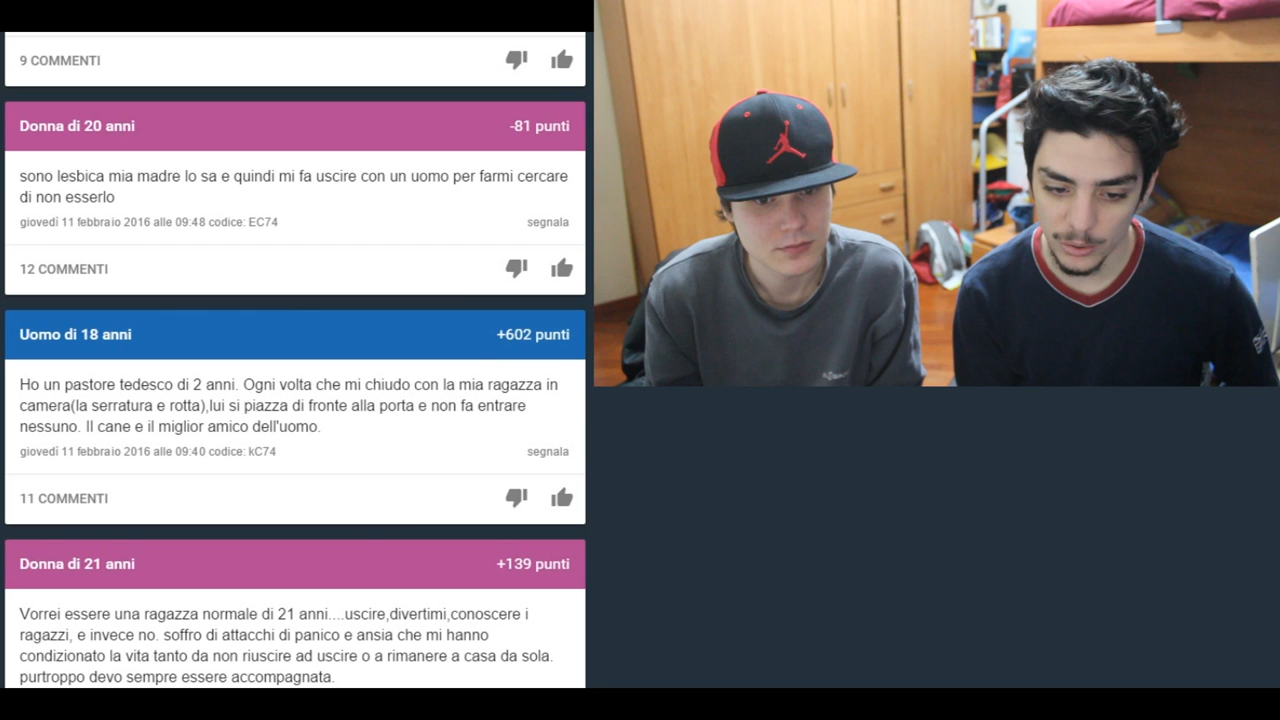 9 COMMENTI
Donna di 20 anni -81 punti
sono lesbica mia madre lo sa e quindi mi fa uscire con un uomo per farmi cercare
di non esserlo
giovedì 11 febbraio 2016 alle 09:48 codice: EC74 segnala
12 COMMENTI
Uomo di 18 anni +602 punti
Ho un pastore tedesco di 2 anni. Ogni volta che mi chiudo con la mia ragazza in
camera(la serratura e rotta),lui si piazza di fronte alla porta e non fa entrare
nessuno. Il cane e il miglior amico dell'uomo.
giovedì 11 febbraio 2016 alle 09:40 codice: kC74 segnala
11 COMMENTI
Donna di 21 anni +139 punti
Vorrei essere una ragazza normale di 21 anni....uscire,divertimi,conoscere i
ragazzi, e invece no. soffro di attacchi di panico e ansia che mi hanno
condizionato la vita tanto da non riuscire ad uscire o a rimanere a casa da sola.
purtroppo devo sempre essere accompagnata.